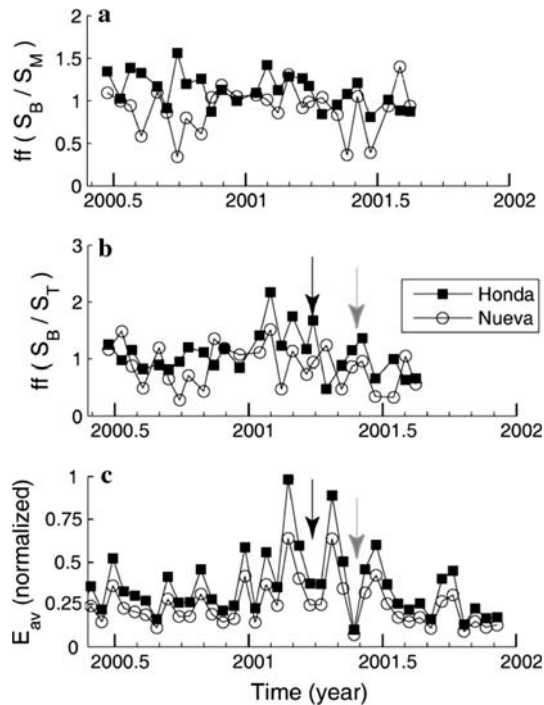 a
ff ( S_B / S_M )
2
1.5
1
0.5
0
2000.5 2001 2001.5 2002
b
ff ( S_B / S_T )
3
2
1
0
Honda
Nueva
2000.5 2001 2001.5 2002
c
E_av (normalized)
1
0.75
0.5
0.25
0
2000.5 2001 2001.5 2002
Time (year)